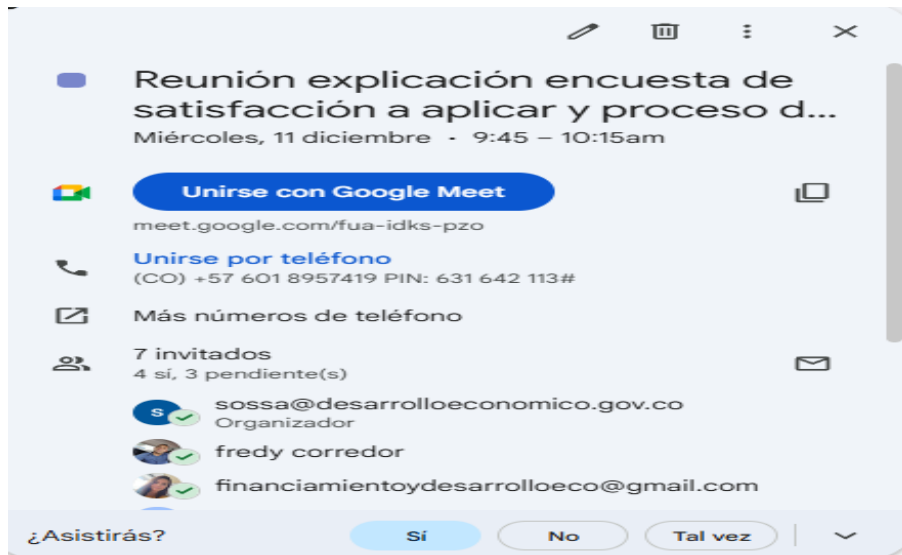 Reunión explicación encuesta de
satisfacción a aplicar y proceso d...
Miércoles, 11 diciembre · 9:45 – 10:15am
Unirse con Google Meet
meet.google.com/fua-idks-pzo
Unirse por teléfono
(CO) +57 601 8957419 PIN: 631 642 113#
Más números de teléfono
7 invitados
4 sí, 3 pendiente(s)
S
sossa@desarrolloeconomico.gov.co
Organizador
fredy corredor
financiamientoydesarrolloeco@gmail.com
¿Asistirás? Sí No Tal vez